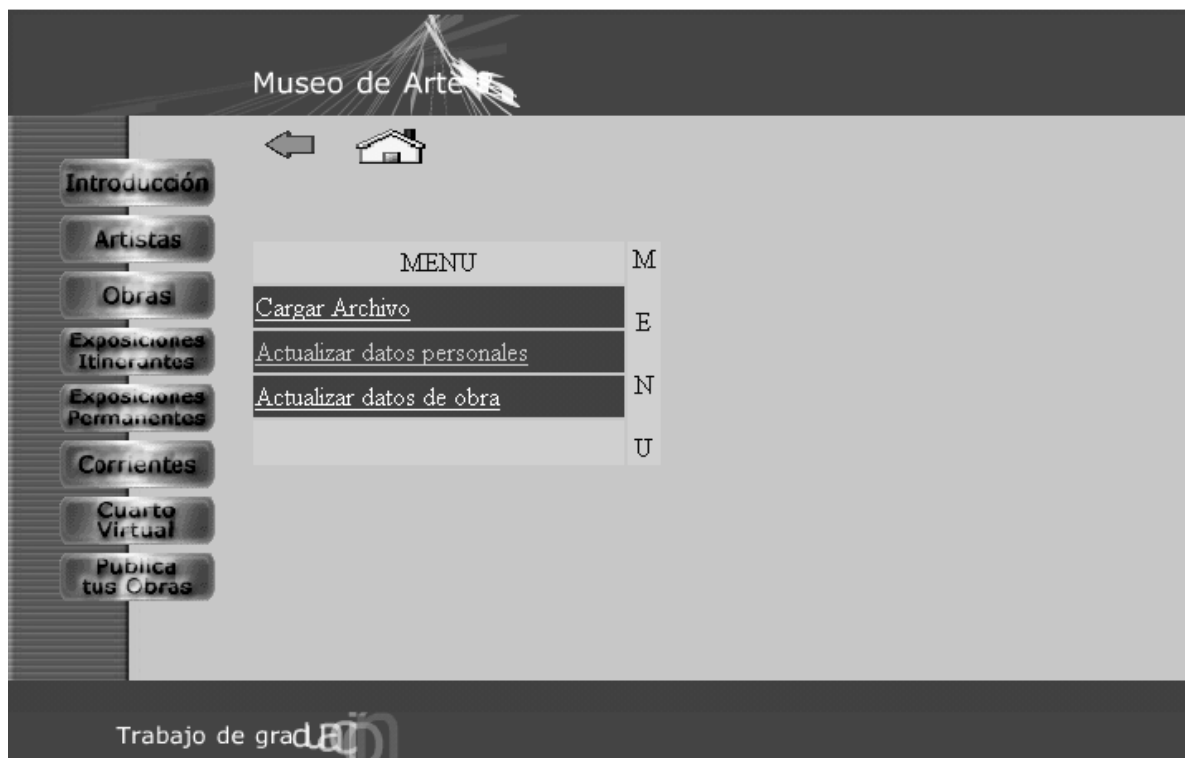 Museo de Arte
Introducción
Artistas
Obras
Exposiciones
Itinerantes
Exposiciones
Permanentes
Corrientes
Cuarto
Virtual
Publica
tus Obras
MENU
Cargar Archivo
Actualizar datos personales
Actualizar datos de obra
M
E
N
U
Trabajo de graduación